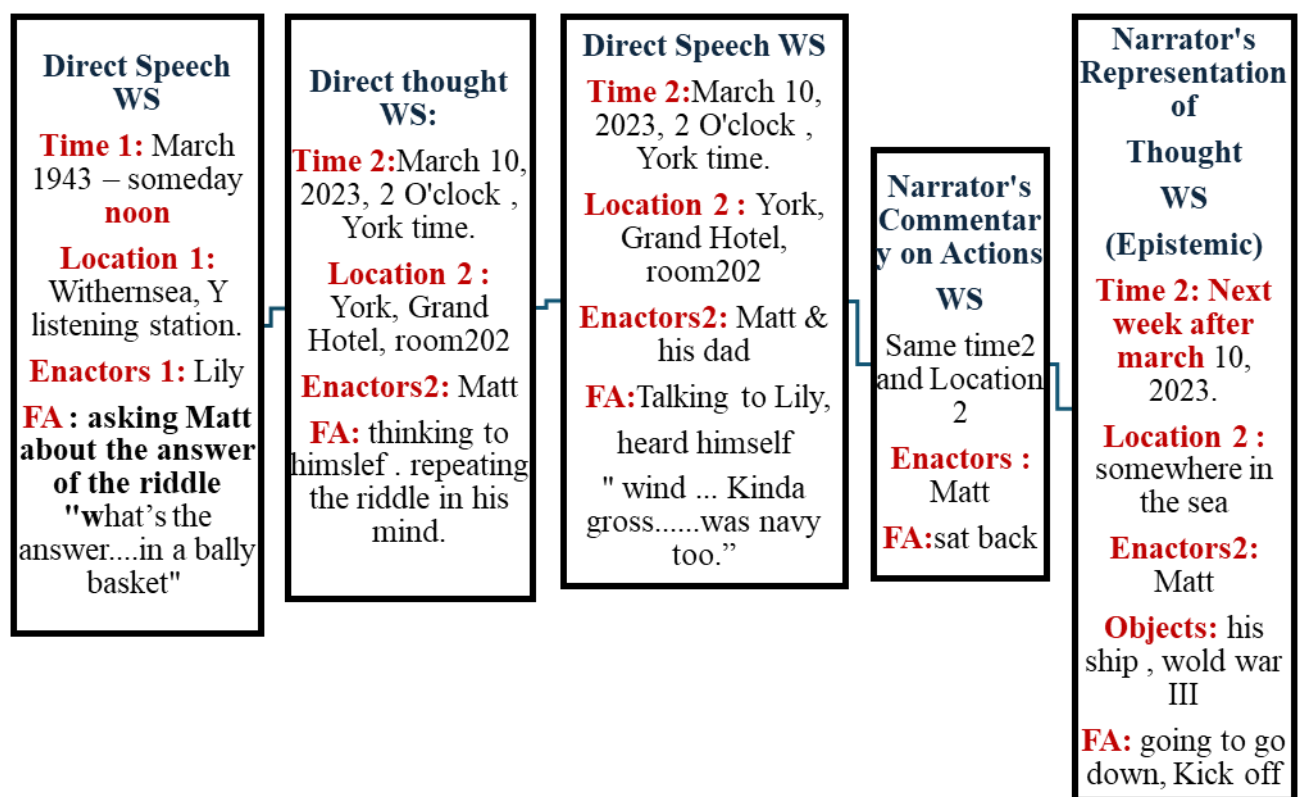 Direct Speech
WS
Time 1: March
1943 – someday
noon
Location 1:
Withernsea, Y
listening station.
Enactors 1: Lily
FA : asking Matt
about the answer
of the riddle
"what's the
answer....in a bally
basket"
Direct thought
WS:
Time 2:March 10,
2023, 2 O'clock ,
York time.
Location 2 :
York, Grand
Hotel, room202
Enactors2: Matt
FA: thinking to
himslef . repeating
the riddle in his
mind.
Direct Speech WS
Time 2:March 10,
2023, 2 O'clock ,
York time.
Location 2 : York,
Grand Hotel,
room202
Enactors2: Matt &
his dad
FA:Talking to Lily,
heard himself
" wind ... Kinda
gross......was navy
too.”
Narrator's
Commentar
y on Actions
WS
Same time2
and Location
2
Enactors :
Matt
FA:sat back
Narrator's
Representation
of
Thought
WS
(Epistemic)
Time 2: Next
week after
march 10,
2023.
Location 2 :
somewhere in
the sea
Enactors2:
Matt
Objects: his
ship , wold war
III
FA: going to go
down, Kick off